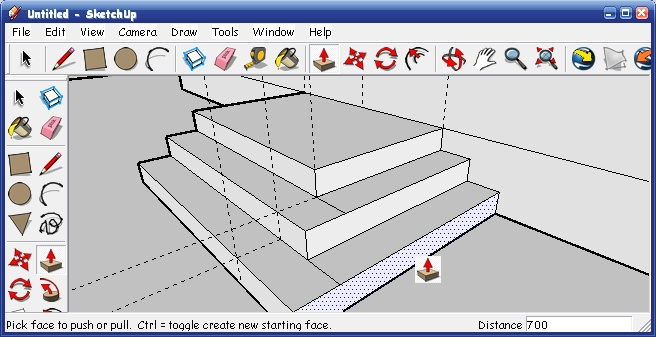 Untitled - SketchUp
File Edit View Camera Draw Tools Window Help
Pick face to push or pull. Ctrl = toggle create new starting face. Distance 700